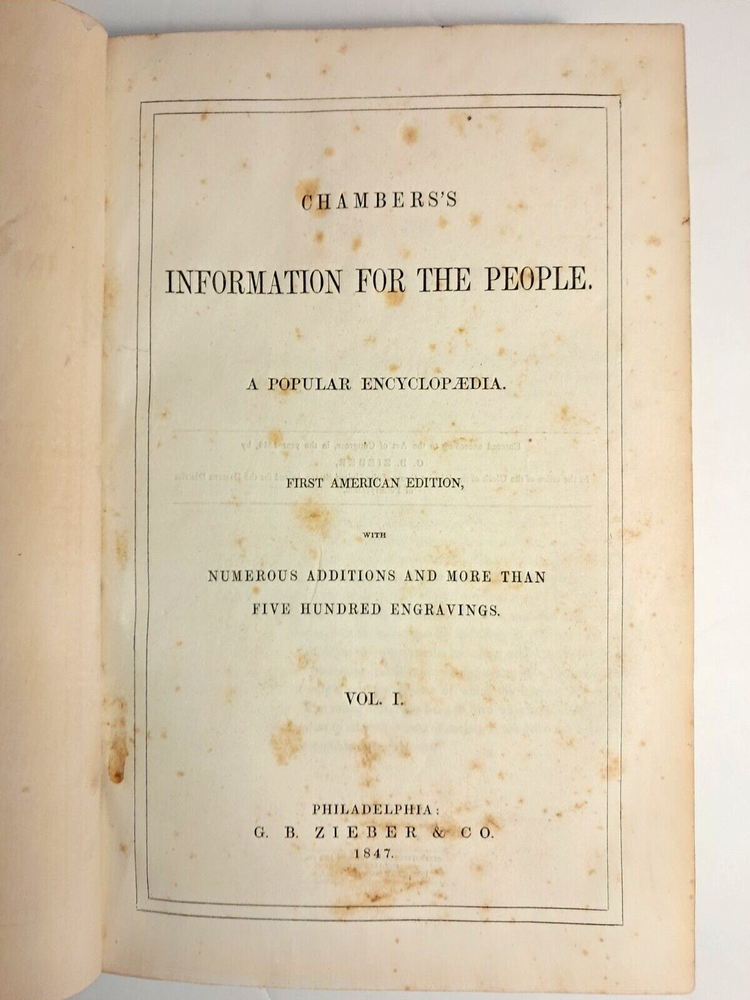 CHAMBERS'S
INFORMATION FOR THE PEOPLE.
A POPULAR ENCYCLOPÆDIA.
FIRST AMERICAN EDITION,
WITH
NUMEROUS ADDITIONS AND MORE THAN
FIVE HUNDRED ENGRAVINGS.
VOL. I.
PHILADELPHIA:
G. B. ZIEBER & CO.
1847.